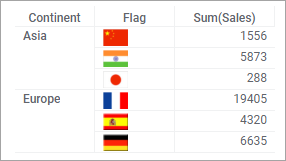 Continent Flag Sum(Sales)
Asia 1556
5873
288
Europe 19405
4320
6635